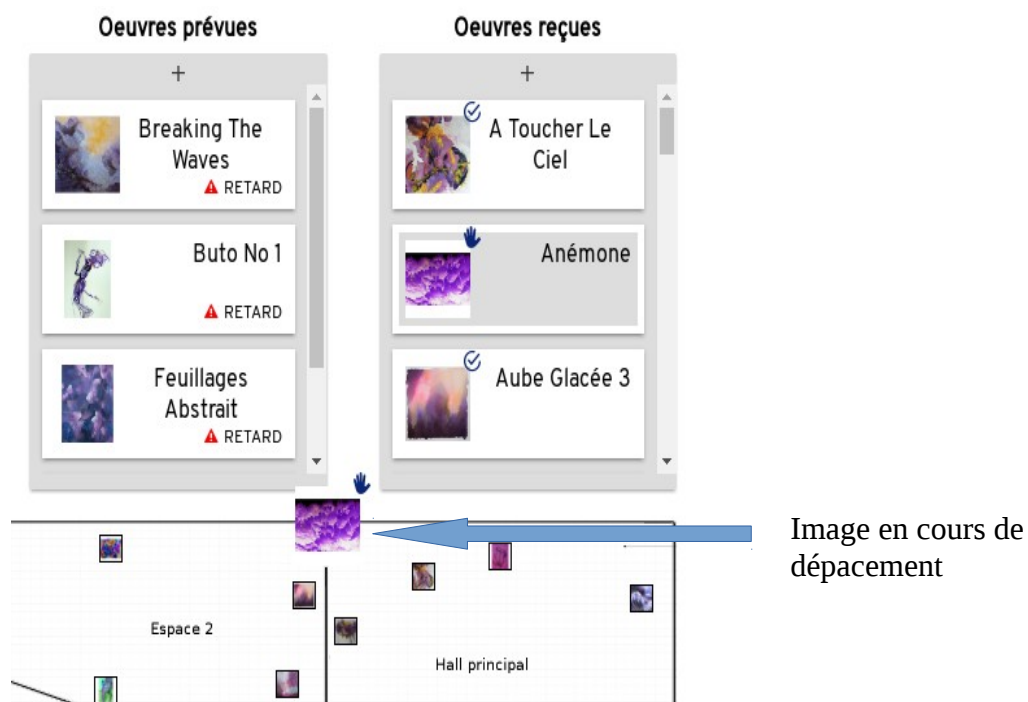 Oeuvres prévues
+
Breaking The
Waves
RETARD
Buto No 1
RETARD
Feuillages
Abstrait
RETARD
Oeuvres reçues
+
A Toucher Le
Ciel
Anémone
Aube Glacée 3
Image en cours de
dépacement
Espace 2
Hall principal